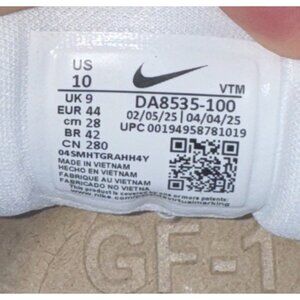 US
10
VTM
UK 9
EUR 44
cm 28
BR 42
CN 280
DA8535-100
02/05/25 04/04/25
UPC 00194958781019
04SMHTGRAHH4Y
MADE IN VIETNAM
HECHO EN VIETNAM
FABRIQUE AU VIETNAM
FABRICADO NO VIETNA
GF-1